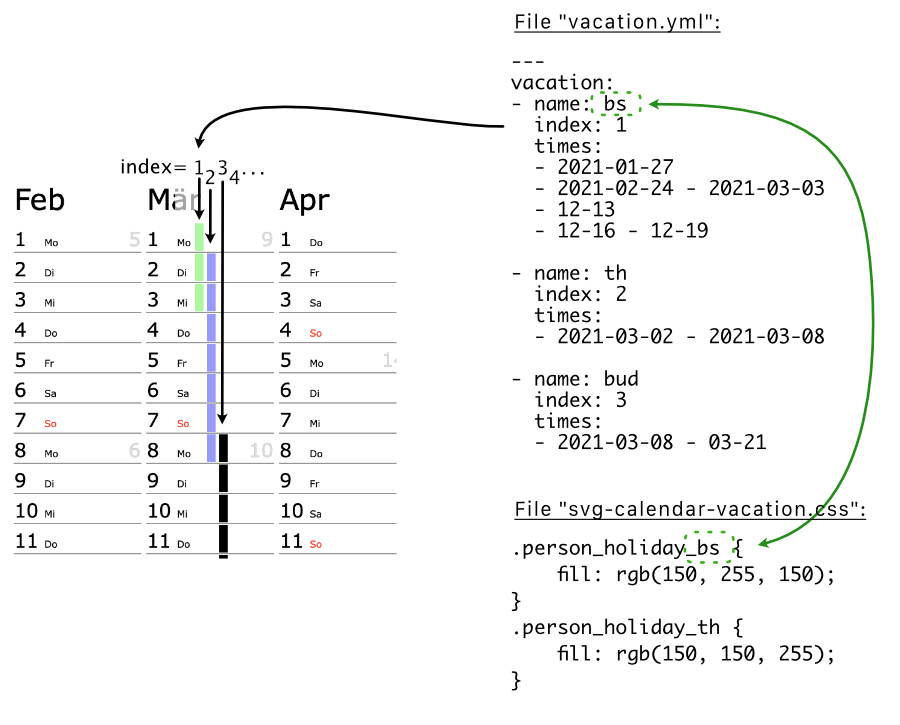 File "vacation.yml":
---
vacation:
- name: bs
  index: 1
  times:
  - 2021-01-27
  - 2021-02-24 - 2021-03-03
  - 12-13
  - 12-16 - 12-19
- name: th
  index: 2
  times:
  - 2021-03-02 - 2021-03-08
- name: bud
  index: 3
  times:
  - 2021-03-08 - 03-21
File "svg-calendar-vacation.css":
.person_holiday_bs {
    fill: rgb(150, 255, 150);
}
.person_holiday_th {
    fill: rgb(150, 150, 255);
}
index= 1 2 3 4 ...
Feb Mär Apr
1 Mo 5 1 Mo 9 1 Do
2 Di 2 Di 2 Fr
3 Mi 3 Mi 3 Sa
4 Do 4 Do 4 So
5 Fr 5 Fr 5 Mo
6 Sa 6 Sa 6 Di
7 So 7 So 7 Mi
8 Mo 6 8 Mo 10 8 Do
9 Di 9 Di 9 Fr
10 Mi 10 Mi 10 Sa
11 Do 11 Do 11 So